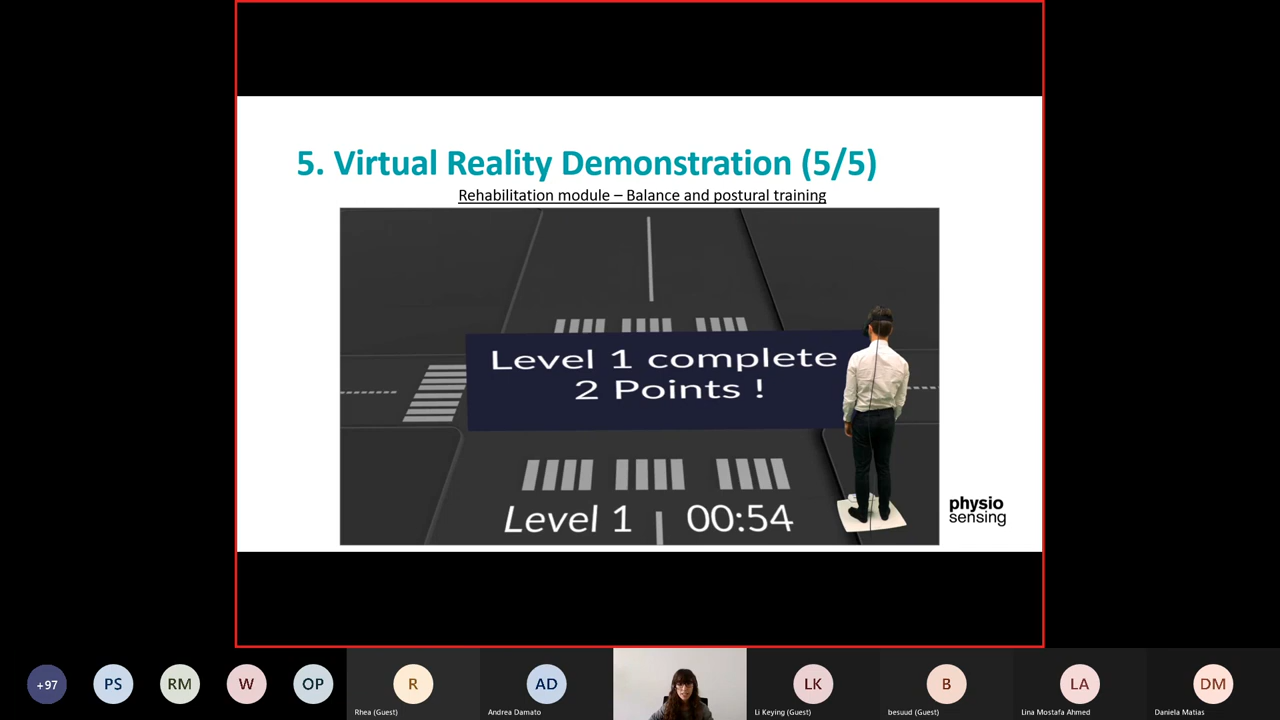 5. Virtual Reality Demonstration (5/5)
Rehabilitation module – Balance and postural training
Level 1 complete
2 Points !
Level 1 00:54
physio
sensing
+97 PS RM W OP R AD LK B LA DM
Rhea (Guest) Andrea Damato Li Keying (Guest) besuud (Guest) Lina Mostafa Ahmed Daniela Matias